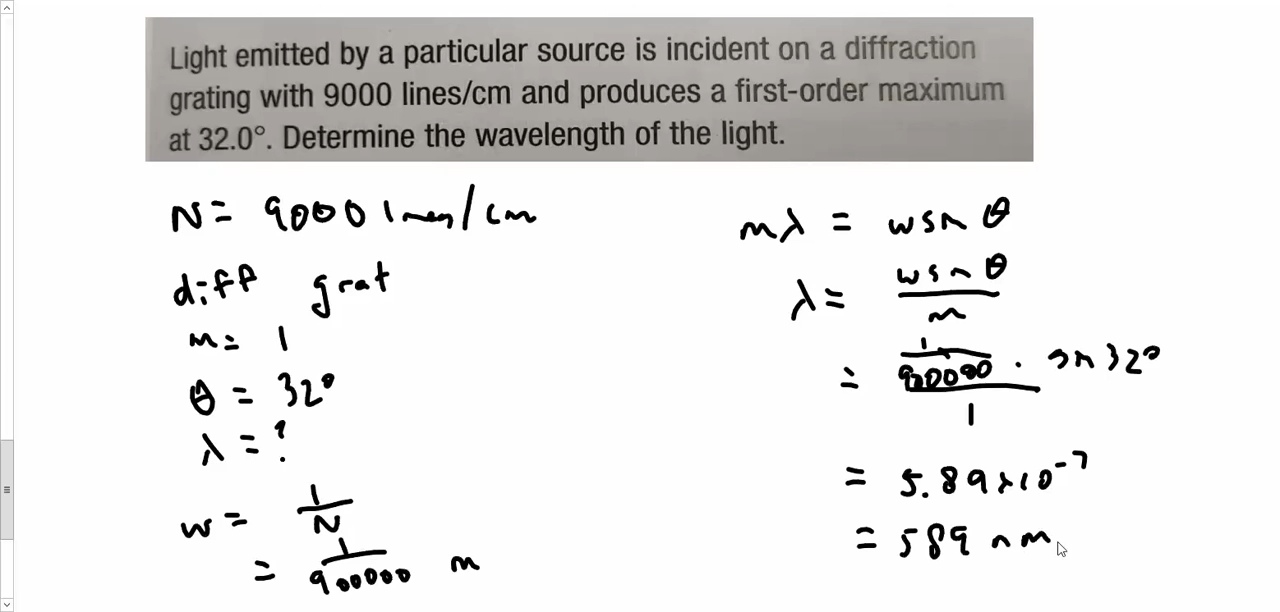 Light emitted by a particular source is incident on a diffraction
grating with 9000 lines/cm and produces a first-order maximum
at 32.0°. Determine the wavelength of the light.
N = 9000 lines/cm
diff grat
m = 1
θ = 32°
λ = ?
w = 1/N
= 1/900000 m
mλ = w sin θ
λ = w sin θ / m
= 1/900000 · sin 32° / 1
= 5.89 x 10⁻⁷
= 589 nm